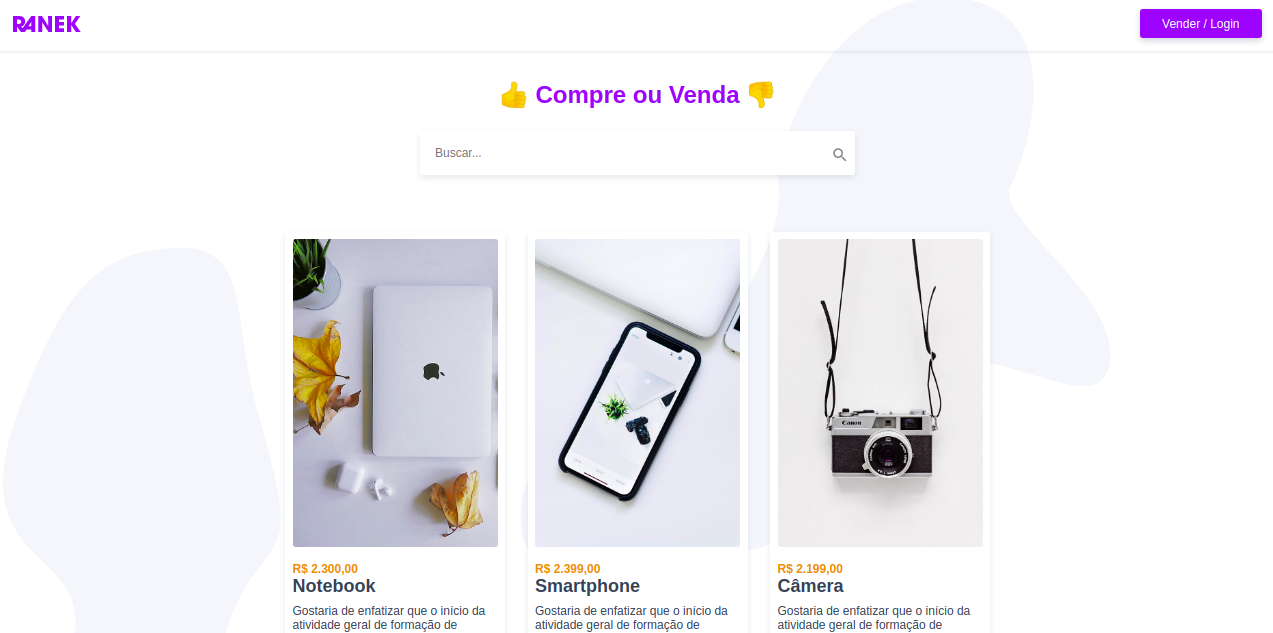 RANEK
Vender / Login
👍 Compre ou Venda 👎
Buscar...
Canon
R$ 2.300,00
Notebook
Gostaria de enfatizar que o início da
atividade geral de formação de
R$ 2.399,00
Smartphone
Gostaria de enfatizar que o início da
atividade geral de formação de
R$ 2.199,00
Câmera
Gostaria de enfatizar que o início da
atividade geral de formação de